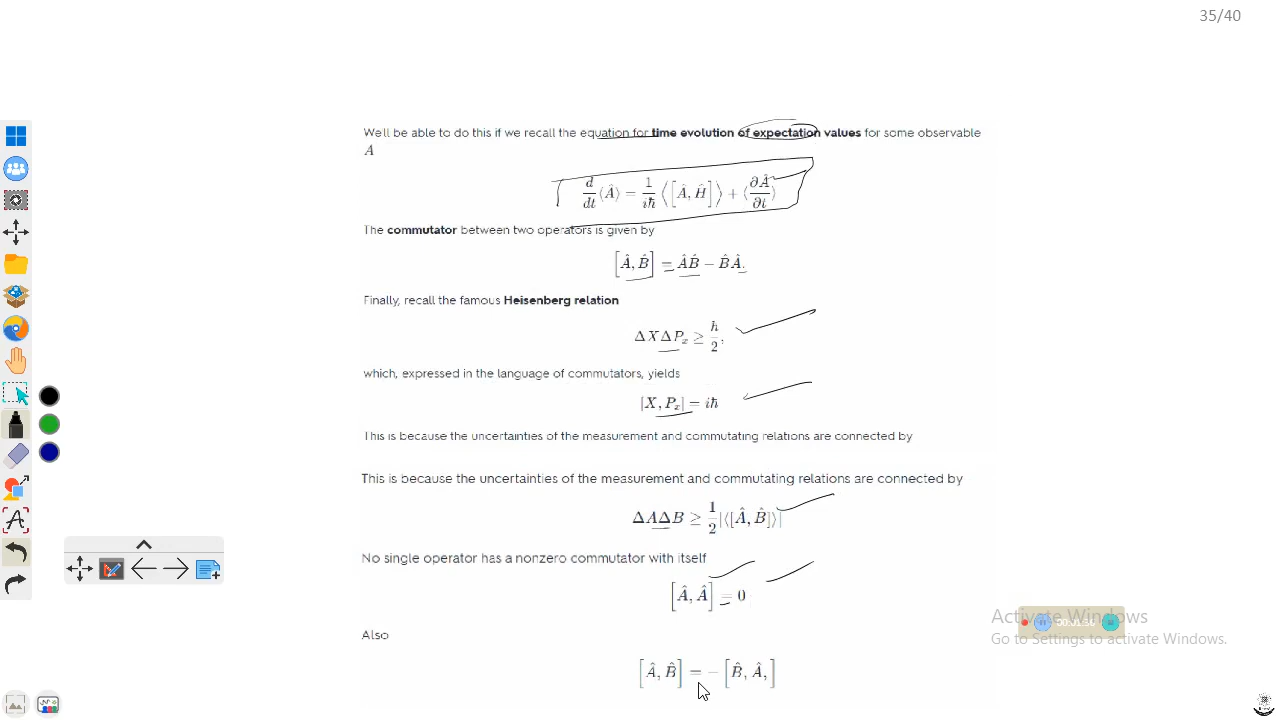 35/40
We'll be able to do this if we recall the equation for time evolution of expectation values for some observable
A
d/dt ⟨Â⟩ = 1/iħ ⟨[Â, Ĥ]⟩ + ⟨∂Â/∂t⟩
The commutator between two operators is given by
[Â, B̂] = ÂB̂ − B̂Â.
Finally, recall the famous Heisenberg relation
ΔXΔPₓ ≥ ħ/2,
which, expressed in the language of commutators, yields
[X, Pₓ] = iħ
This is because the uncertainties of the measurement and commutating relations are connected by
This is because the uncertainties of the measurement and commutating relations are connected by
ΔAΔB ≥ 1/2 |⟨[Â, B̂]⟩|
No single operator has a nonzero commutator with itself
[Â, Â] = 0
Also
[Â, B̂] = − [B̂, Â,]
Activate Windows
Go to Settings to activate Windows.